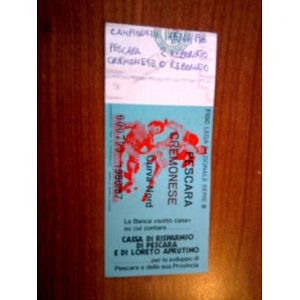 CAMPIONATO
PESCARA 2 REBONATO
CREMONESE 0 REBONATO
FIGC LEGA NAZIONALE SERIE B
PESCARA
CREMONESE
Curva Nord
1986/87
La Banca «sotto casa»
su cui contare.........
CASSA DI RISPARMIO
DI PESCARA
E DI LORETO APRUTINO
.......per lo sviluppo di
Pescara e della sua Provincia